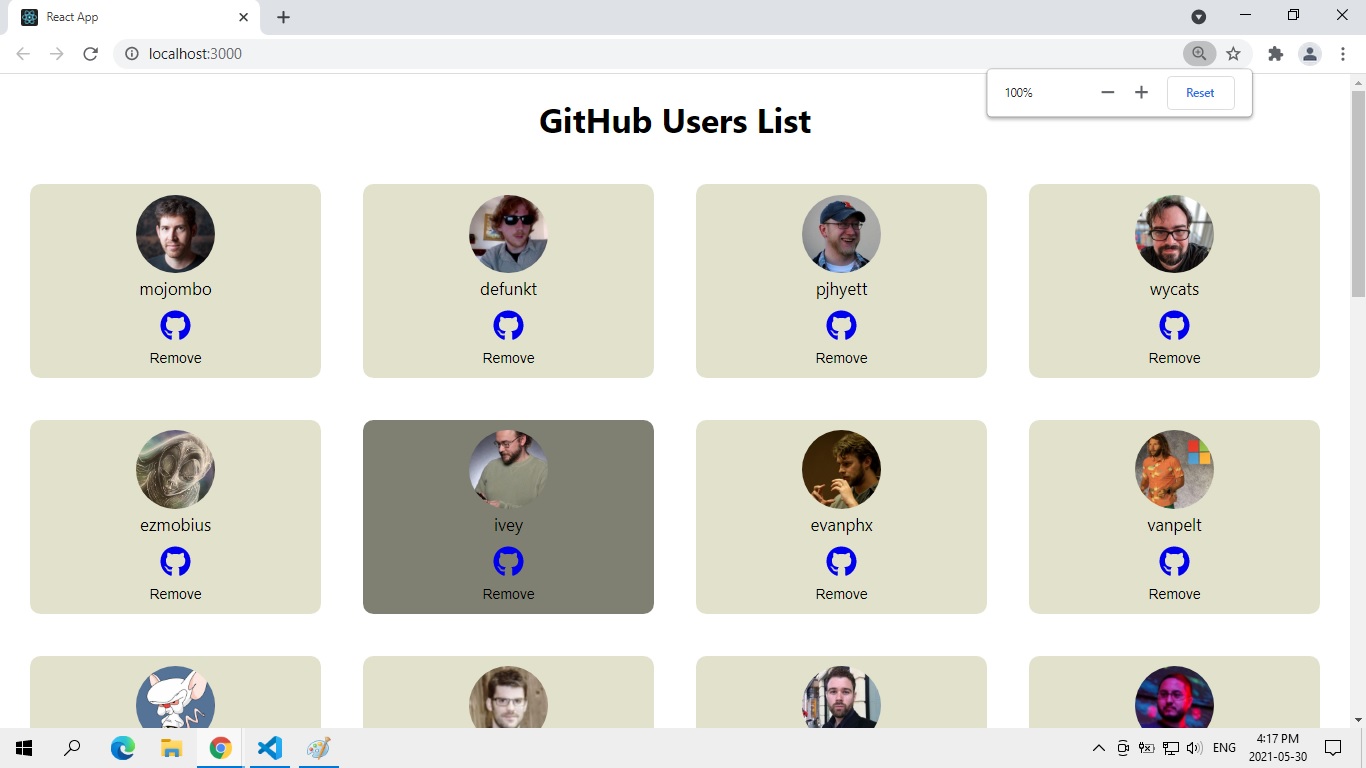 React App
localhost:3000
100%
Reset
GitHub Users List
mojombo
defunkt
pjhyett
wycats
Remove
Remove
Remove
Remove
ezmobius
ivey
evanphx
vanpelt
Remove
Remove
Remove
Remove
ENG
4:17 PM
2021-05-30